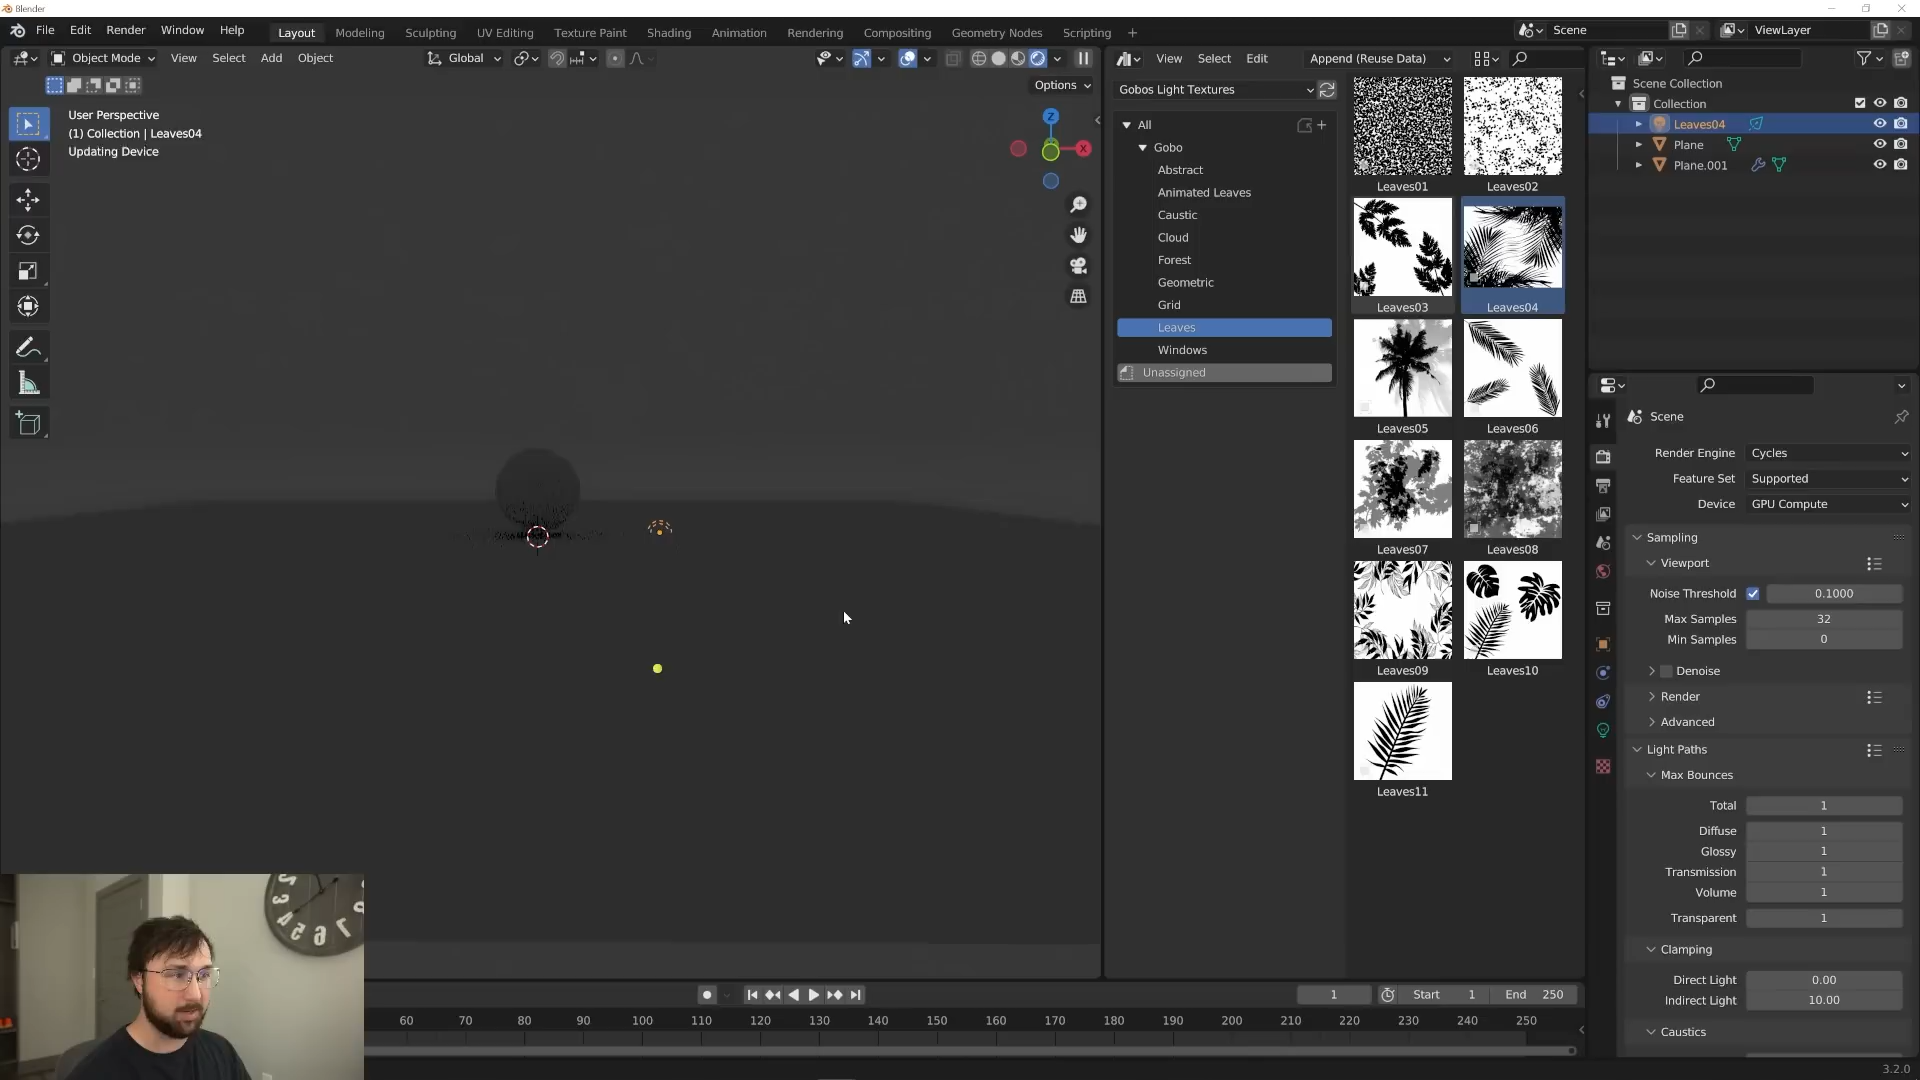 Blender
File Edit Render Window Help
Layout Modeling Sculpting UV Editing Texture Paint Shading Animation Rendering Compositing Geometry Nodes Scripting +
Scene
ViewLayer
Object Mode View Select Add Object
Global
Options
User Perspective
(1) Collection | Leaves04
Updating Device
Z
X
View Select Edit
Append (Reuse Data)
Gobos Light Textures
All
Gobo
Abstract
Animated Leaves
Caustic
Cloud
Forest
Geometric
Grid
Leaves
Windows
Unassigned
Leaves01
Leaves02
Leaves03
Leaves04
Leaves05
Leaves06
Leaves07
Leaves08
Leaves09
Leaves10
Leaves11
Scene Collection
Collection
Leaves04
Plane
Plane.001
Scene
Render Engine Cycles
Feature Set Supported
Device GPU Compute
Sampling
Viewport
Noise Threshold 0.1000
Max Samples 32
Min Samples 0
Denoise
Render
Advanced
Light Paths
Max Bounces
Total 1
Diffuse 1
Glossy 1
Transmission 1
Volume 1
Transparent 1
Clamping
Direct Light 0.00
Indirect Light 10.00
Caustics
1 Start 1 End 250
60 70 80 90 100 110 120 130 140 150 160 170 180 190 200 210 220 230 240 250
3.2.0